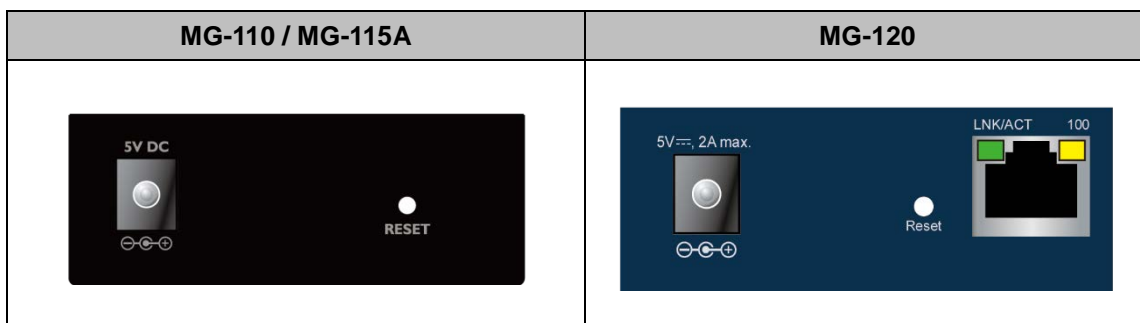 MG-110 / MG-115A
MG-120
5V DC
RESET
5V⎓, 2A max.
Reset
LNK/ACT 100